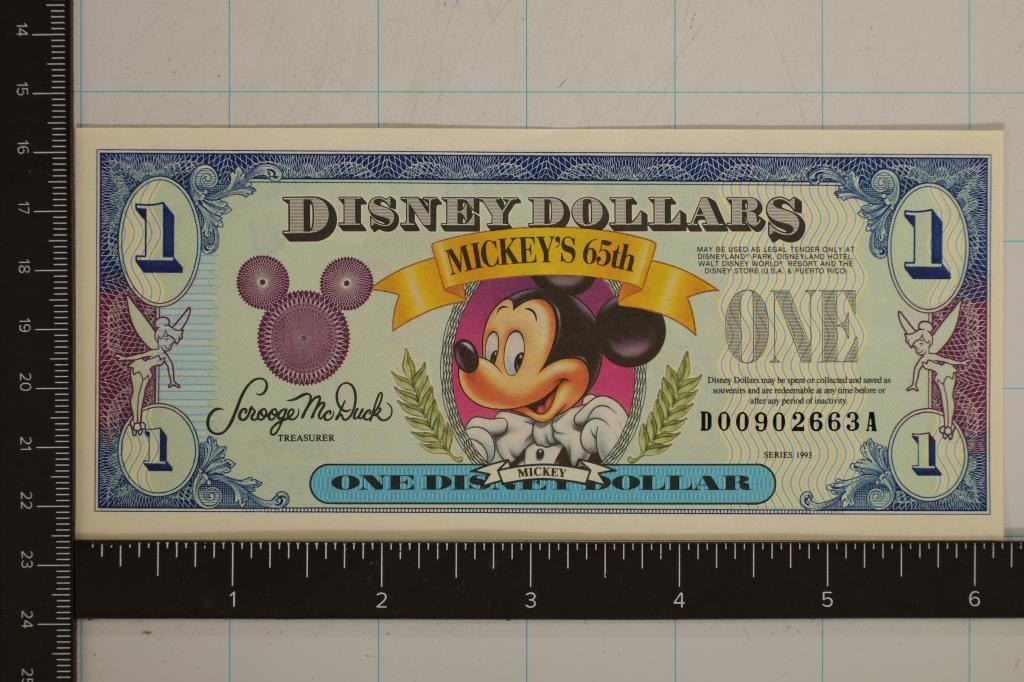 14
15
16
17
18
19
20
21
22
23
24
25
1
1
DISNEY DOLLARS
MICKEY'S 65th
MAY BE USED AS LEGAL TENDER ONLY AT
DISNEYLAND® PARK, DISNEYLAND HOTEL,
WALT DISNEY WORLD® RESORT AND THE
DISNEY STORE (U.S.A. & PUERTO RICO)
ONE
Disney Dollars may be spent or collected and saved as
souvenirs and are redeemable at any time before or
after any period of inactivity.
D00902663A
Scrooge McDuck
TREASURER
SERIES 1993
1
1
MICKEY
ONE DISNEY DOLLAR
1 2 3 4 5 6